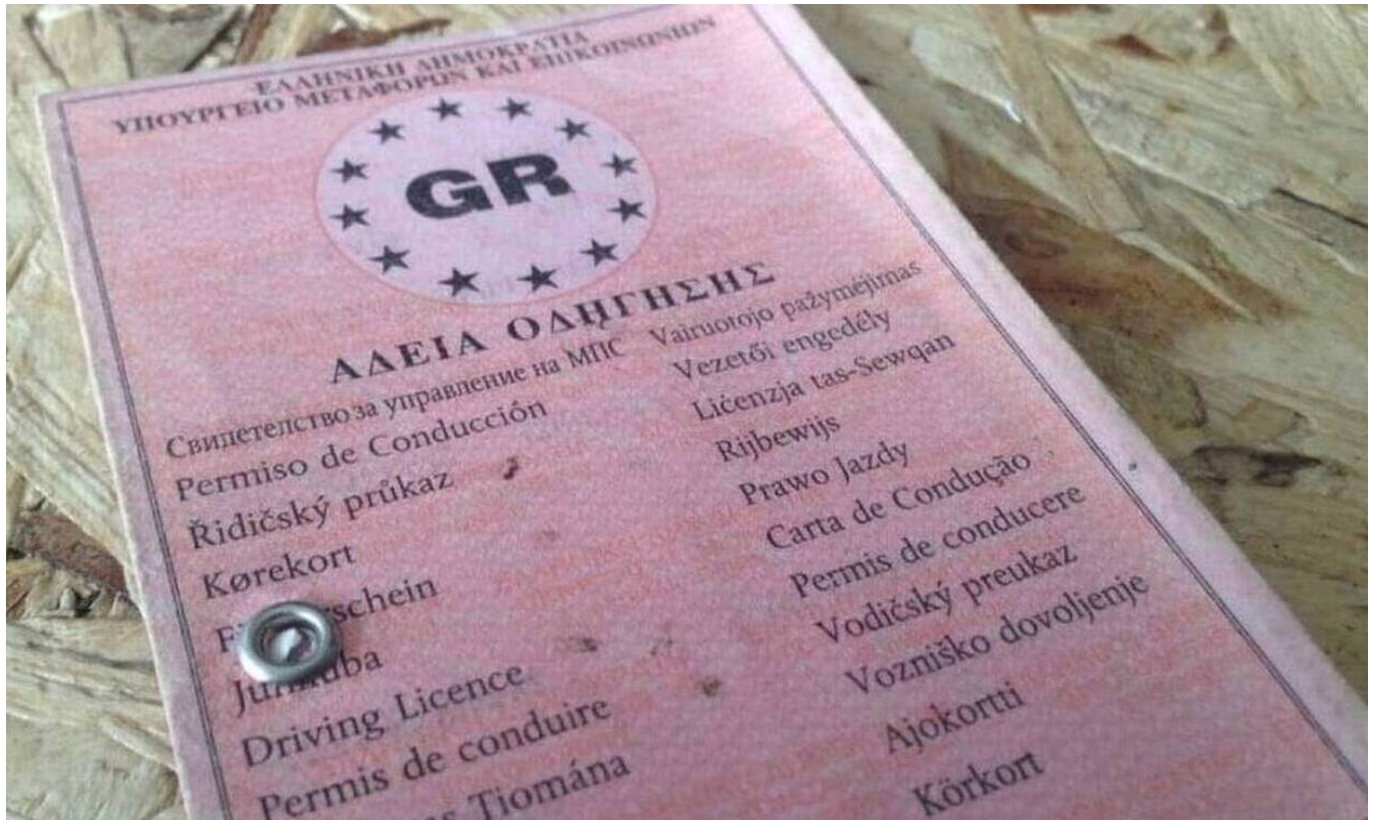 ΕΛΛΗΝΙΚΗ ΔΗΜΟΚΡΑΤΙΑ
ΥΠΟΥΡΓΕΙΟ ΜΕΤΑΦΟΡΩΝ ΚΑΙ ΕΠΙΚΟΙΝΩΝΙΩΝ
GR
ΑΔΕΙΑ ΟΔΗΓΗΣΗΣ
Свидетелство за управление на МПС
Permiso de Conducción
Řidičský průkaz
Kørekort
Driving Licence
Permis de conduire
Tiomána
Vairuotojo pažymėjimas
Vezetői engedély
Liċenzja tas-Sewqan
Rijbewijs
Prawo Jazdy
Carta de Condução
Permis de conducere
Vodičský preukaz
Vozniško dovoljenje
Ajokortti
Körkort